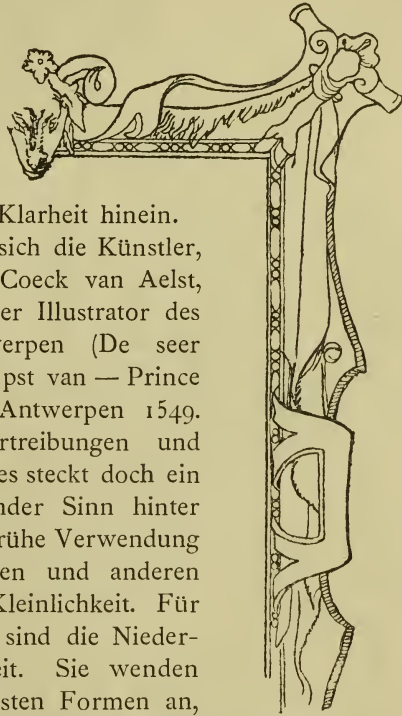 Klarheit hinein.
sich die Künstler,
Coeck van Aelst,
er Illustrator des
verpen (De seer
pst van — Prince
Antwerpen 1549.
rtreibungen und
es steckt doch ein
nder Sinn hinter
rühe Verwendung
en und anderen
Kleinlichkeit. Für
sind die Nieder-
eit. Sie wenden
sten Formen an,